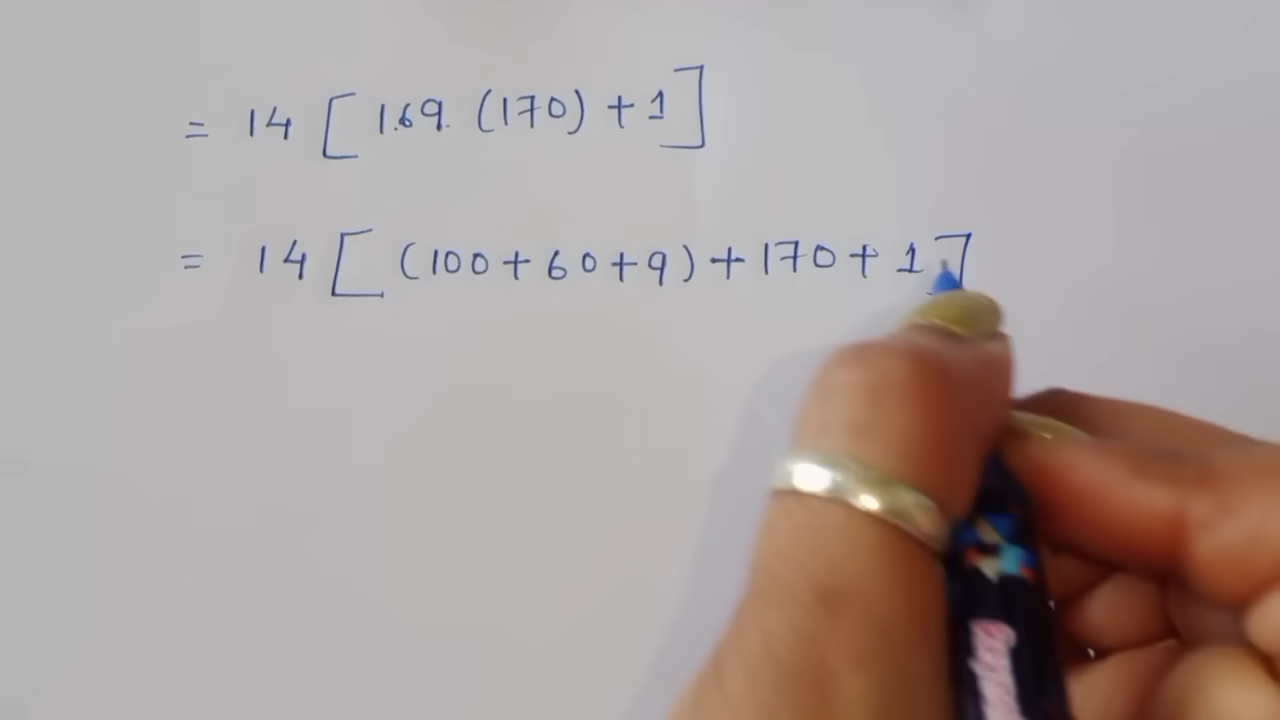 = 14 [ 1.69. (170) + 1 ]
= 14 [ (100 + 60 + 9) + 170 + 1 ]